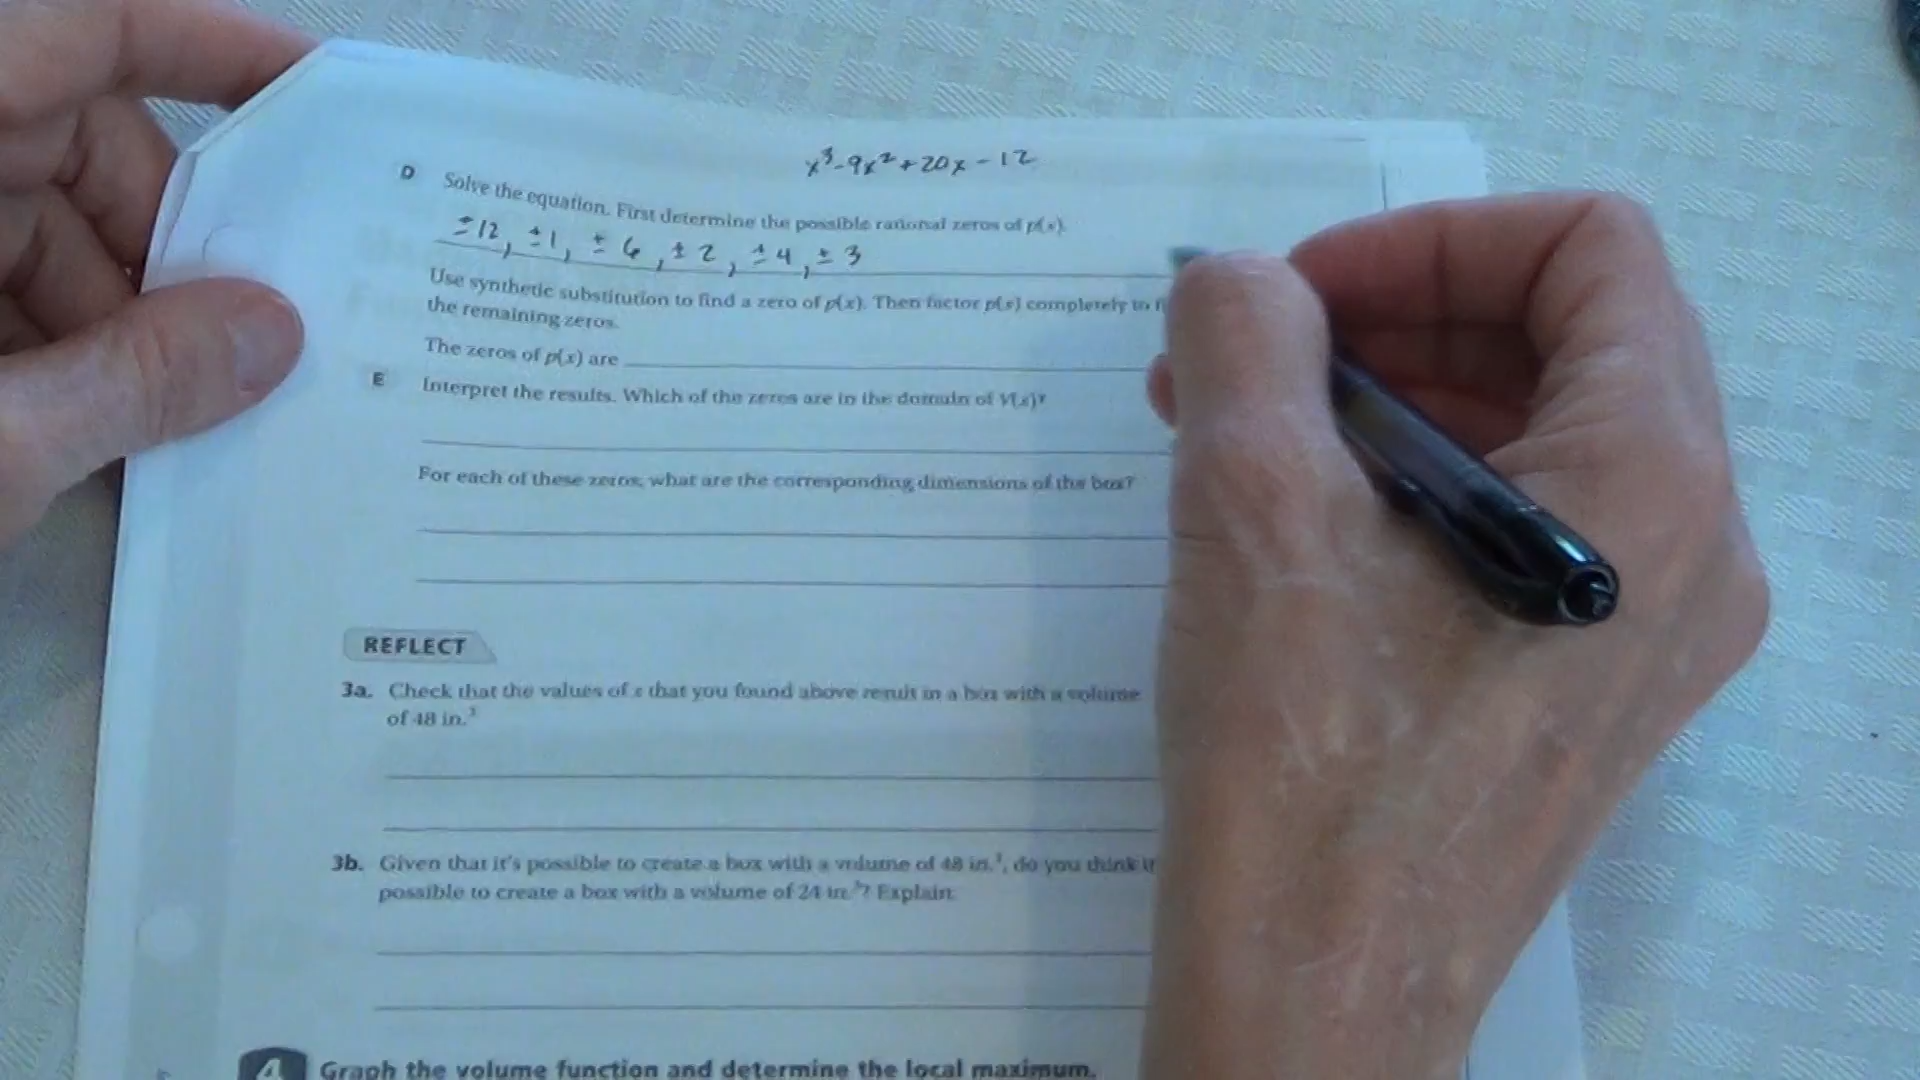 x³-9x²+20x-12
D Solve the equation. First determine the possible rational zeros of p(x).
±12, ±1, ±6, ±2, ±4, ±3
Use synthetic substitution to find a zero of p(x). Then factor p(x) completely to
the remaining zeros.
The zeros of p(x) are
E Interpret the results. Which of the zeros are in the domain of V(x)?
For each of these zeros, what are the corresponding dimensions of the box?
REFLECT
3a. Check that the values of x that you found above result in a box with a volume
of 48 in.³
3b. Given that it's possible to create a box with a volume of 48 in.³, do you think
possible to create a box with a volume of 24 in.³? Explain.
4 Graph the volume function and determine the local maximum.